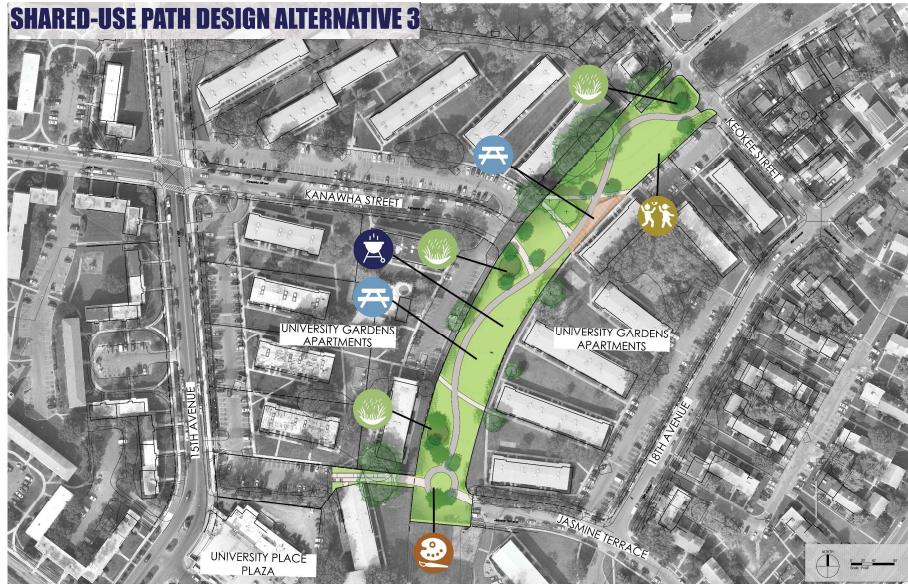 SHARED-USE PATH DESIGN ALTERNATIVE 3
KEOKEE STREET
KANAWHA STREET
UNIVERSITY GARDENS
APARTMENTS
UNIVERSITY GARDENS
APARTMENTS
15TH AVENUE
18TH AVENUE
JASMINE TERRACE
UNIVERSITY PLACE
PLAZA
NORTH